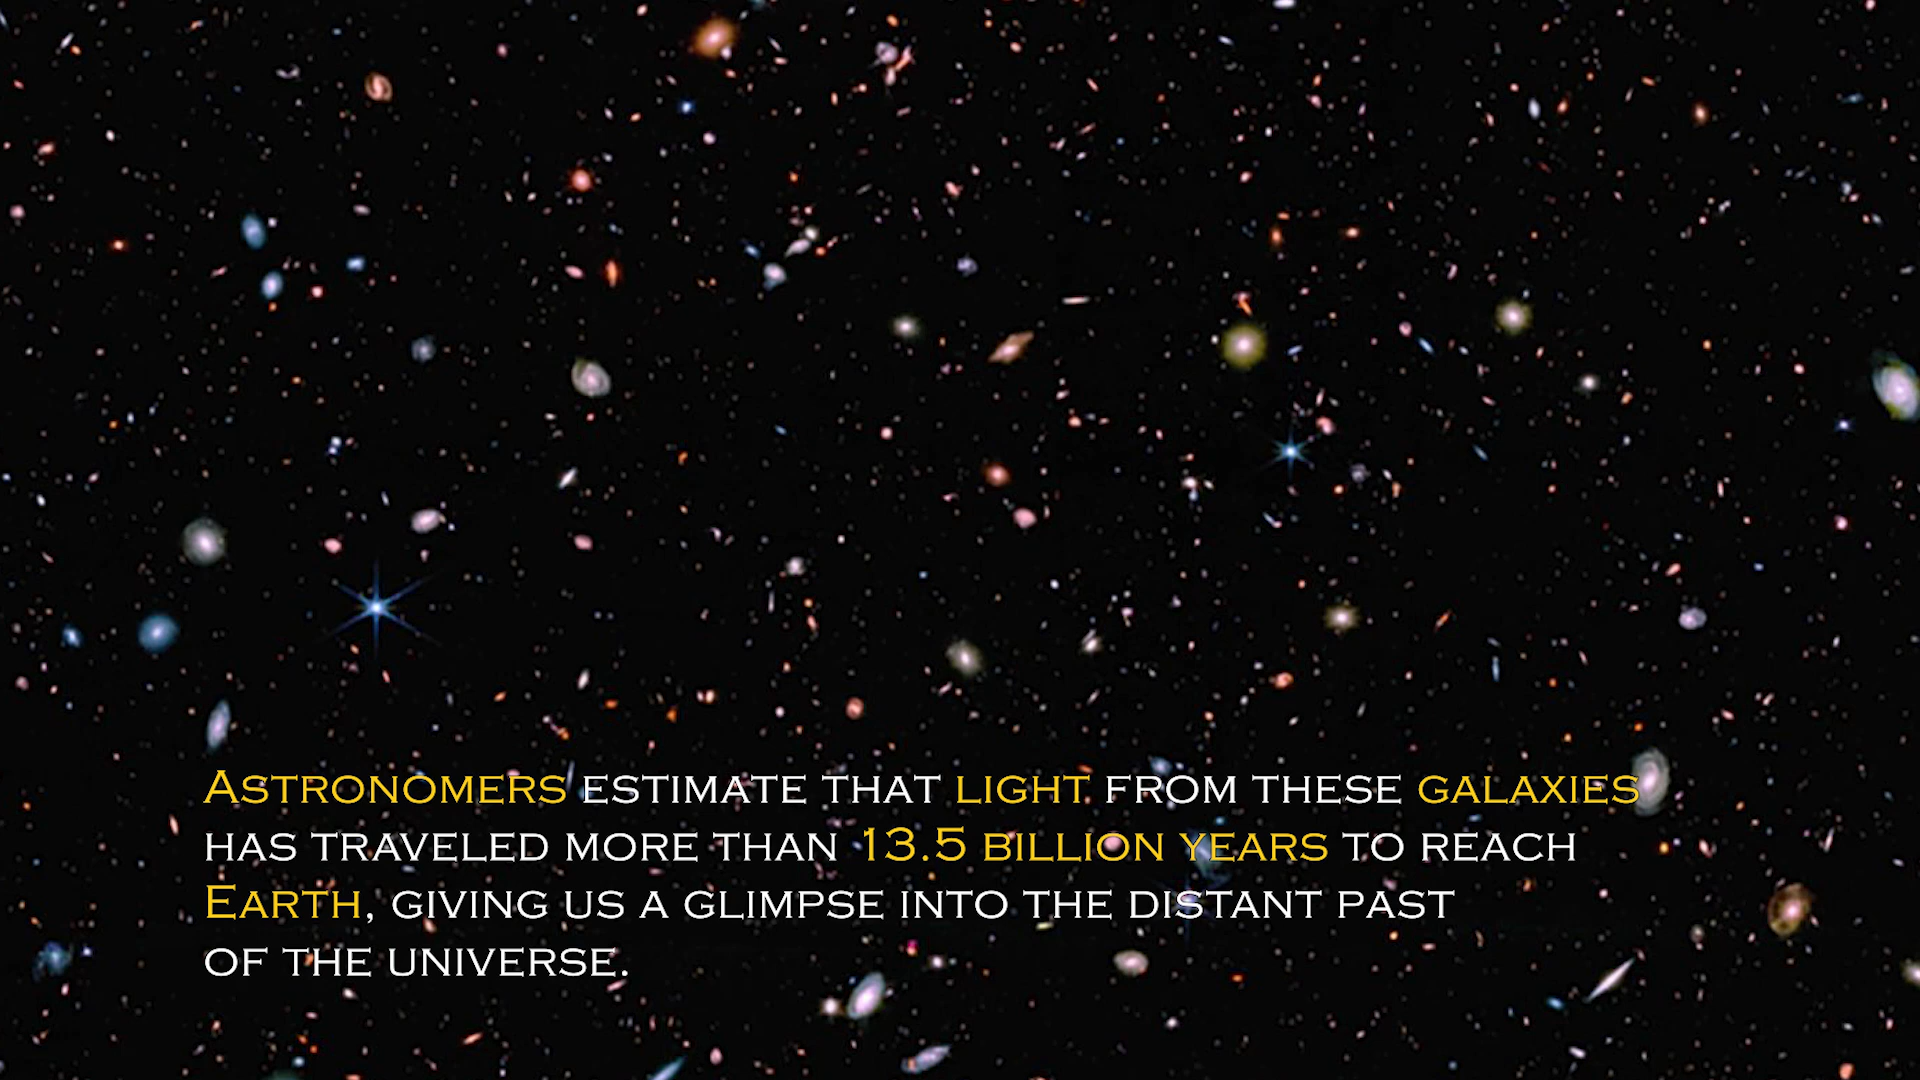 Astronomers estimate that light from these galaxies
has traveled more than 13.5 billion years to reach
Earth, giving us a glimpse into the distant past
of the universe.